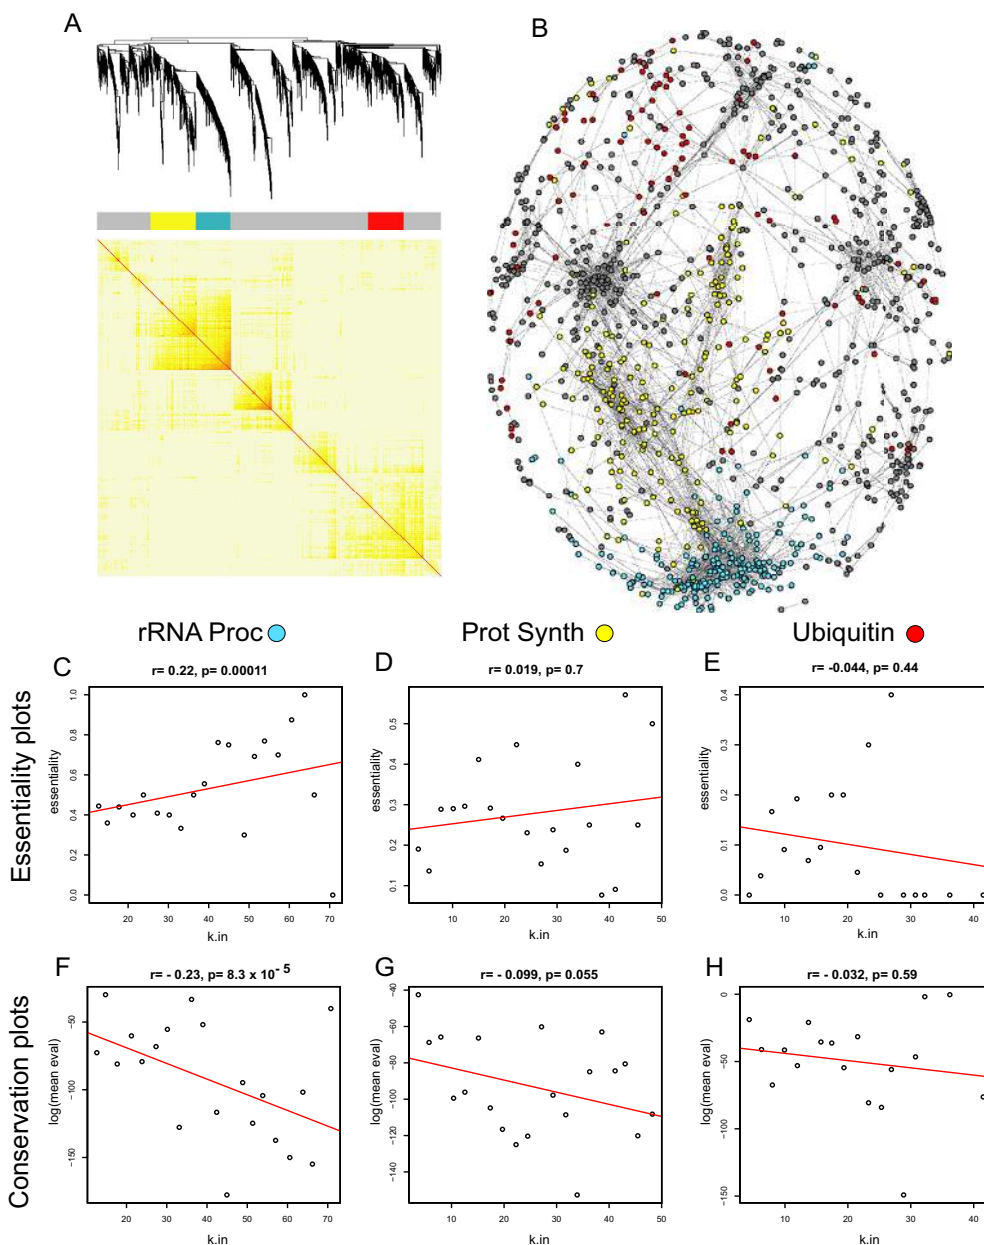 A
B
rRNA Proc
Prot Synth
Ubiquitin
Essentiality plots
C
r= 0.22, p= 0.00011
essentiality
0.0
0.2
0.4
0.6
0.8
1.0
20
30
40
50
60
70
k.in
D
r= 0.019, p= 0.7
essentiality
0.1
0.2
0.3
0.4
0.5
10
20
30
40
50
k.in
E
r= -0.044, p= 0.44
essentiality
0.0
0.1
0.2
0.3
0.4
10
20
30
40
k.in
Conservation plots
F
r= - 0.23, p= 8.3 x 10⁻⁵
log(mean eval)
−150
−100
−50
20
30
40
50
60
70
k.in
G
r= - 0.099, p= 0.055
log(mean eval)
−140
−120
−100
−80
−60
−40
10
20
30
40
50
k.in
H
r= - 0.032, p= 0.59
log(mean eval)
−150
−100
−50
0
10
20
30
40
k.in